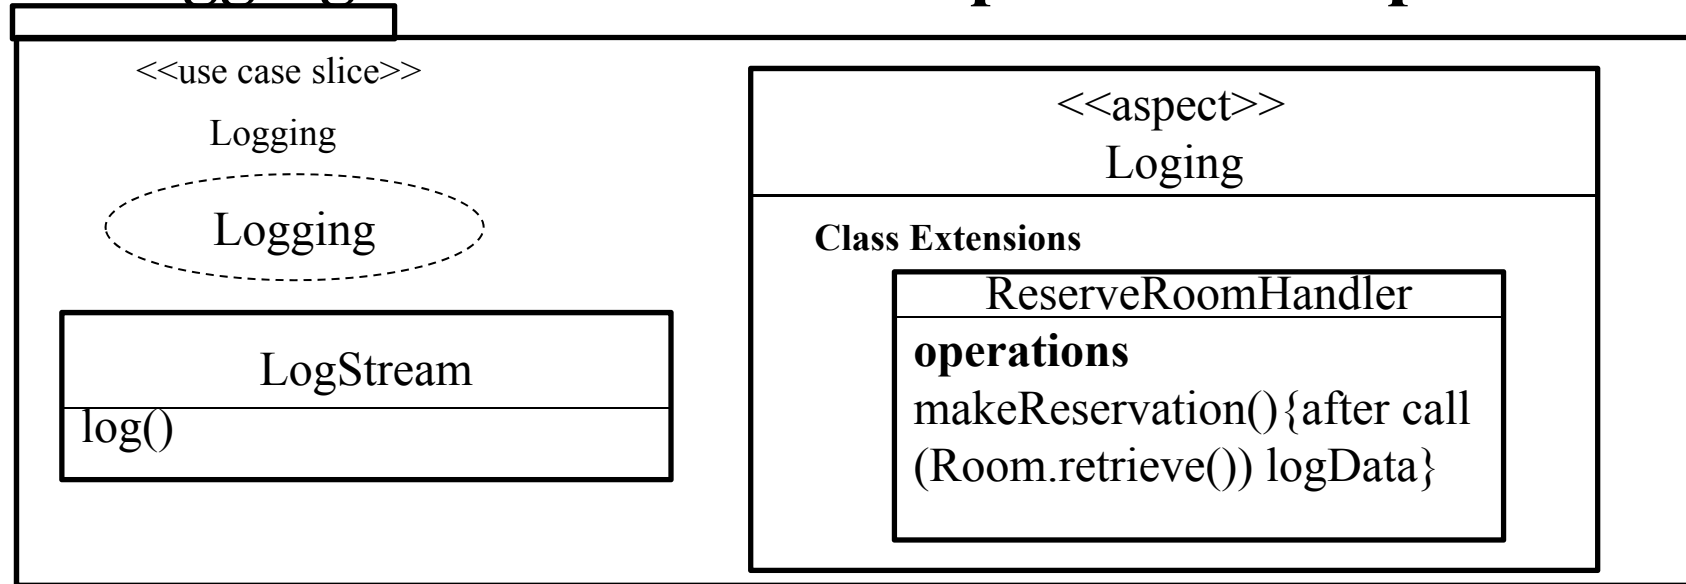 <<use case slice>>
Logging
Logging
LogStream
log()
<<aspect>>
Loging
Class Extensions
ReserveRoomHandler
operations
makeReservation(){after call
(Room.retrieve()) logData}